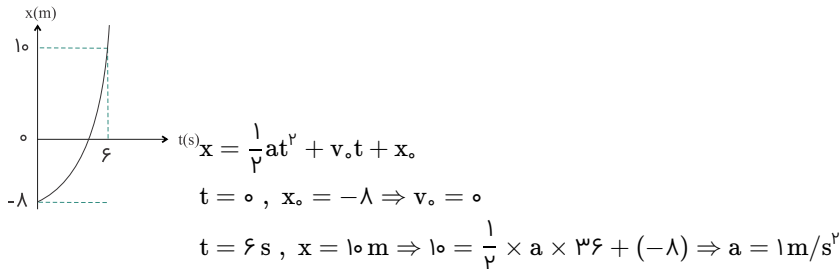 x(m)
۱۰
۰
-۸
۶
t(s)
x = ۱/۲ at² + v₀t + x₀
t = ۰ , x₀ = -۸ ⇒ v₀ = ۰
t = ۶ s , x = ۱۰ m ⇒ ۱۰ = ۱/۲ × a × ۳۶ + (-۸) ⇒ a = ۱ m/s²